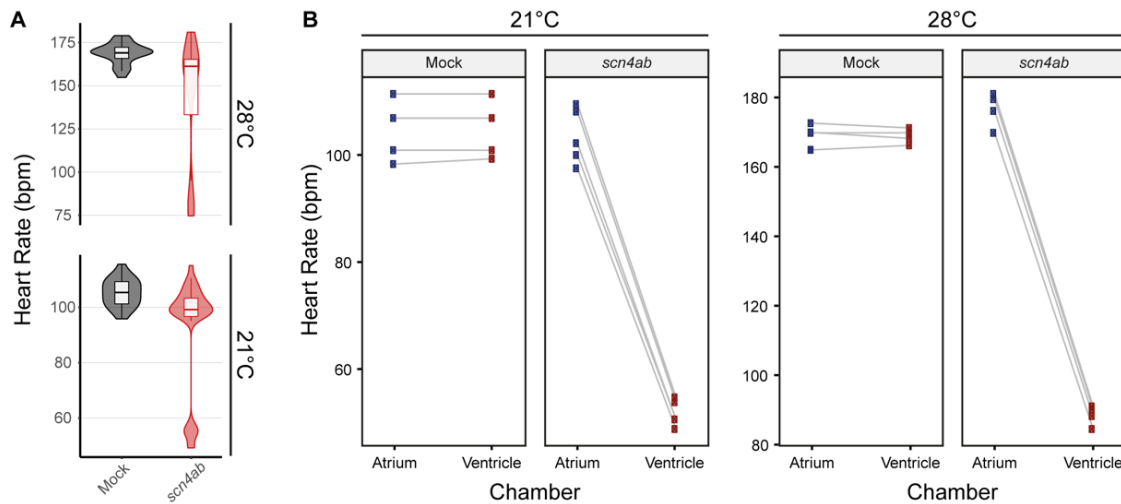 A
Heart Rate (bpm)
175
150
125
100
75
28°C
100
80
60
21°C
Mock
scn4ab
B
21°C
28°C
Mock
scn4ab
Mock
scn4ab
Heart Rate (bpm)
100
80
60
180
160
140
120
100
80
Atrium
Ventricle
Atrium
Ventricle
Atrium
Ventricle
Atrium
Ventricle
Chamber
Chamber